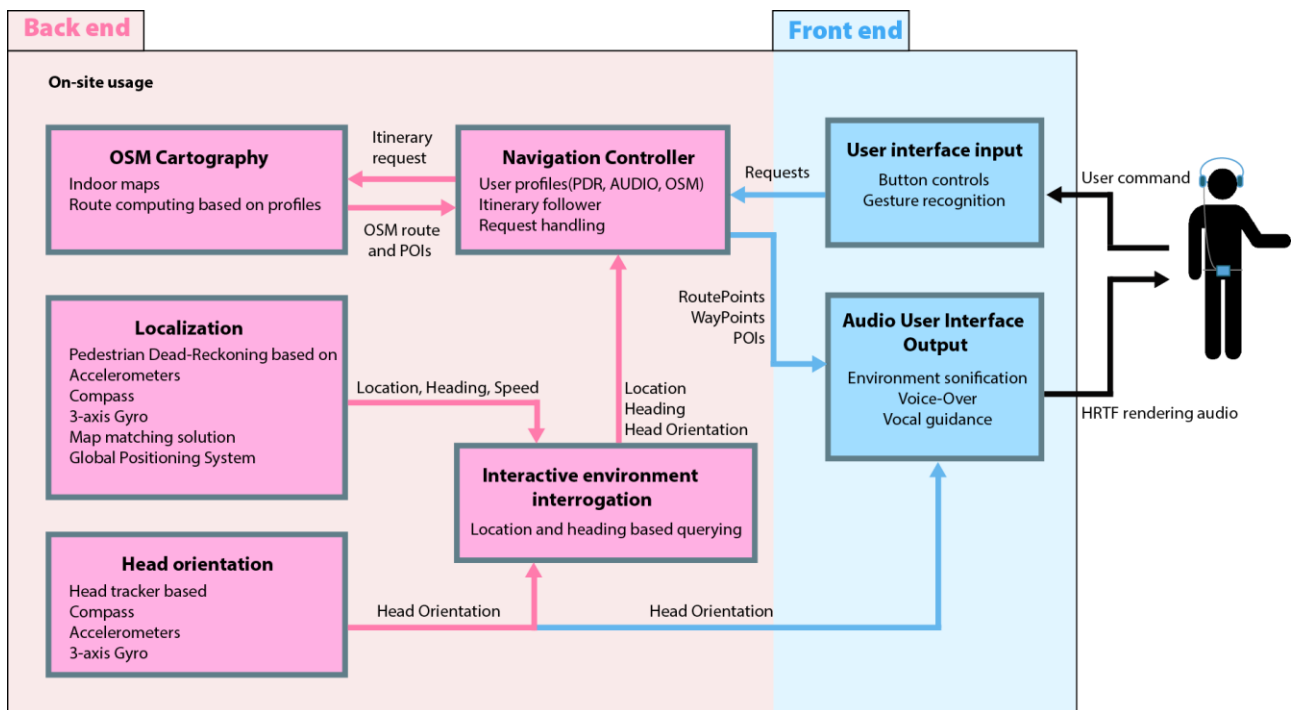 Back end
Front end
On-site usage
OSM Cartography
Indoor maps
Route computing based on profiles
Itinerary
request
OSM route
and POIs
Navigation Controller
User profiles(PDR, AUDIO, OSM)
Itinerary follower
Request handling
Requests
User interface input
Button controls
Gesture recognition
User command
Localization
Pedestrian Dead-Reckoning based on
Accelerometers
Compass
3-axis Gyro
Map matching solution
Global Positioning System
Location, Heading, Speed
Location
Heading
Head Orientation
RoutePoints
WayPoints
POIs
Audio User Interface
Output
Environment sonification
Voice-Over
Vocal guidance
HRTF rendering audio
Interactive environment
interrogation
Location and heading based querying
Head orientation
Head tracker based
Compass
Accelerometers
3-axis Gyro
Head Orientation
Head Orientation